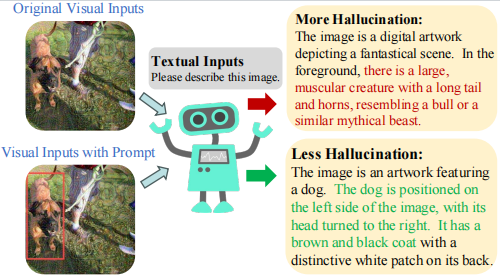 Original Visual Inputs
Textual Inputs
Please describe this image.
Visual Inputs with Prompt
More Hallucination:
The image is a digital artwork
depicting a fantastical scene. In the
foreground, there is a large,
muscular creature with a long tail
and horns, resembling a bull or a
similar mythical beast.
Less Hallucination:
The image is an artwork featuring
a dog. The dog is positioned on
the left side of the image, with its
head turned to the right. It has a
brown and black coat with a
distinctive white patch on its back.